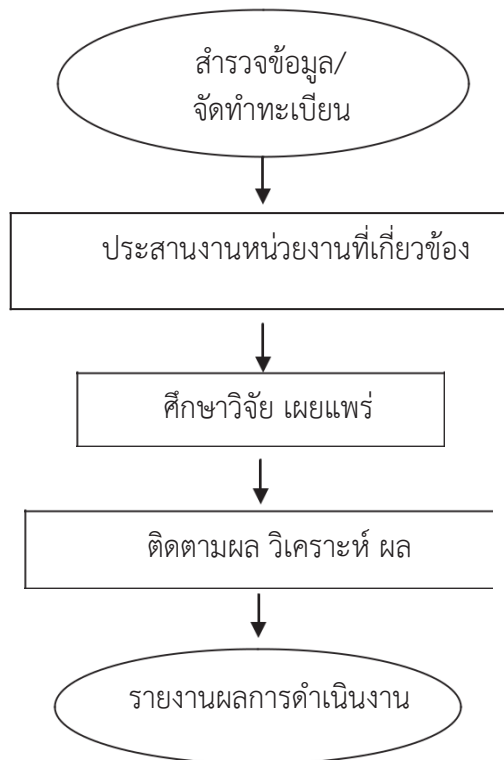 สำรวจข้อมูล/
จัดทำทะเบียน
ประสานงานหน่วยงานที่เกี่ยวข้อง
ศึกษาวิจัย เผยแพร่
ติดตามผล วิเคราะห์ ผล
รายงานผลการดำเนินงาน